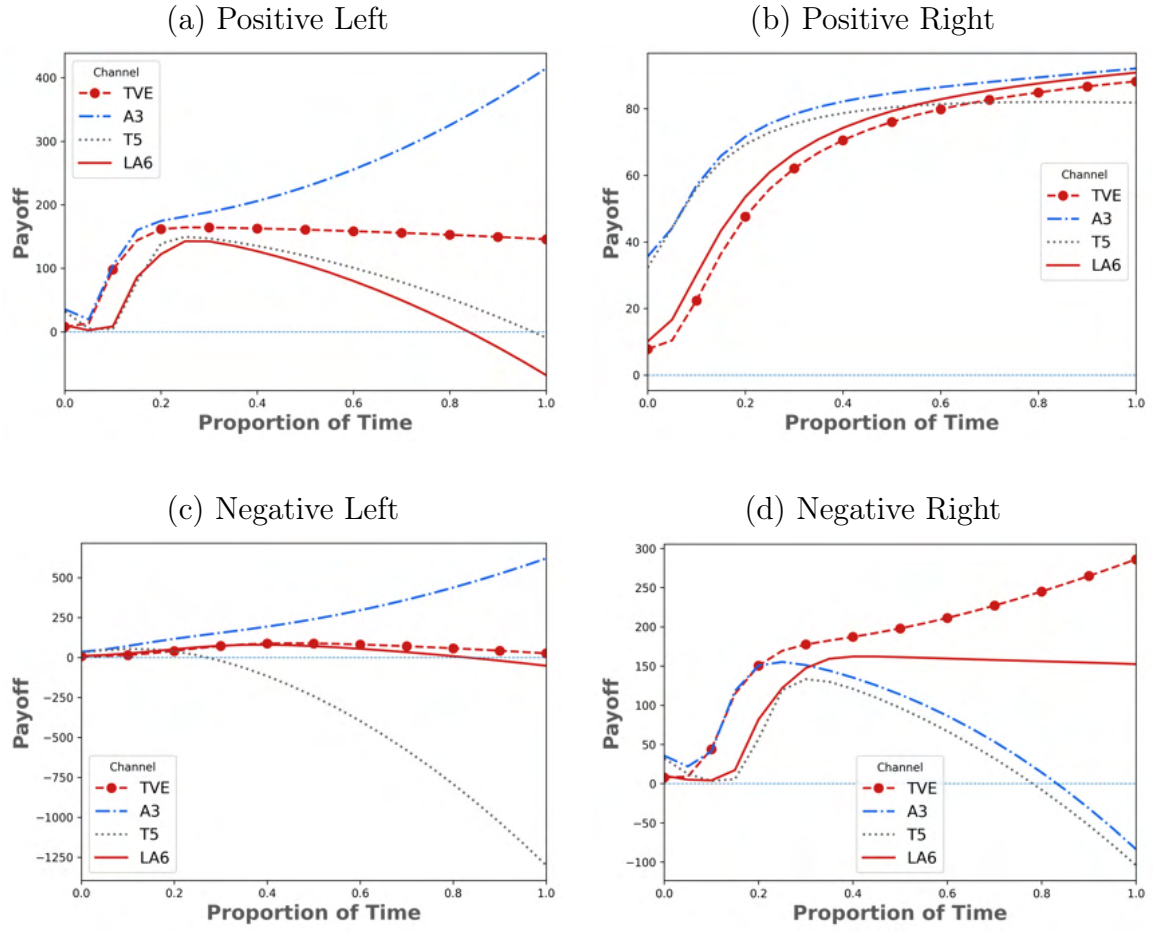 (a) Positive Left
400
300
200
100
0
Payoff
Channel
TVE
A3
T5
LA6
0.0 0.2 0.4 0.6 0.8 1.0
Proportion of Time
(b) Positive Right
80
60
40
20
0
Payoff
Channel
TVE
A3
T5
LA6
0.0 0.2 0.4 0.6 0.8 1.0
Proportion of Time
(c) Negative Left
500
250
0
−250
−500
−750
−1000
−1250
Payoff
Channel
TVE
A3
T5
LA6
0.0 0.2 0.4 0.6 0.8 1.0
Proportion of Time
(d) Negative Right
300
250
200
150
100
50
0
−50
−100
Payoff
Channel
TVE
A3
T5
LA6
0.0 0.2 0.4 0.6 0.8 1.0
Proportion of Time